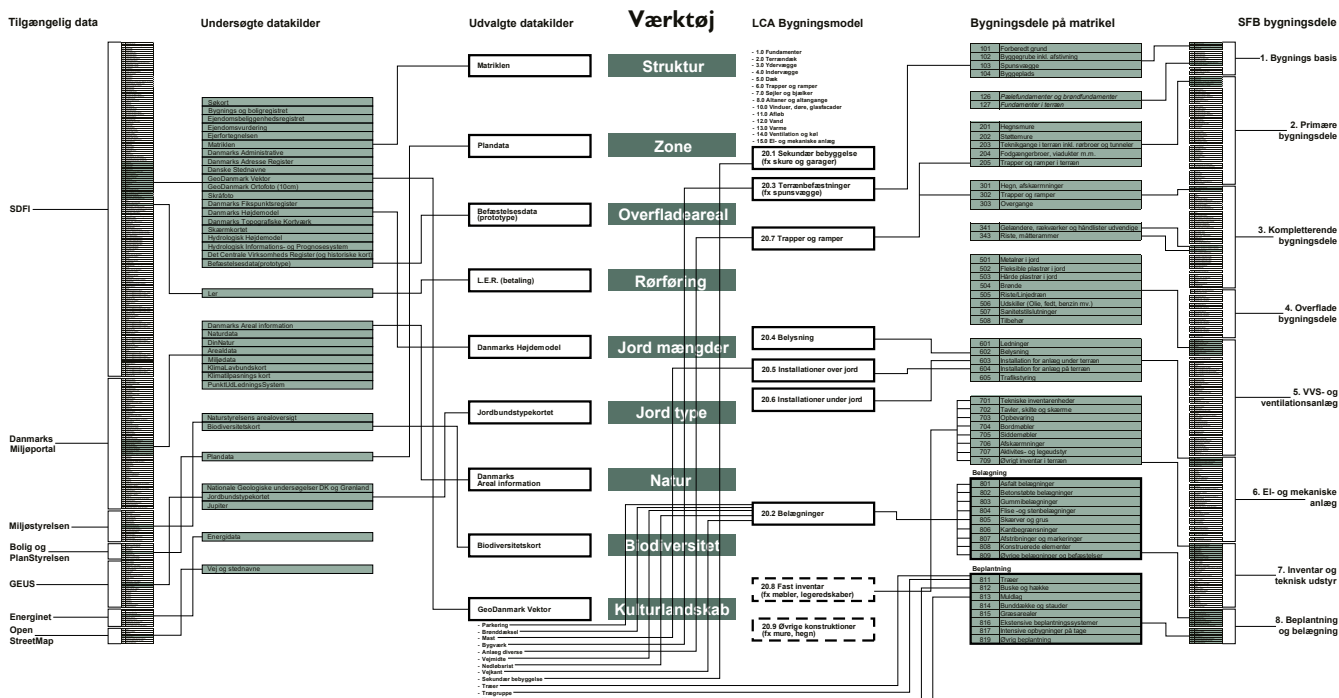 Tilgængelig data
Undersøgte datakilder
Udvalgte datakilder
Værktøj
LCA Bygningsmodel
Bygningsdele på matrikel
SFB bygningsdele
SDFI
Danmarks
Miljøportal
Miljøstyrelsen
Bolig og
PlanStyrelsen
GEUS
Energinet
Open
StreetMap
Søkort
Bygnings og boligregistret
Ejendomsbeliggenhedsregistret
Ejendomsvurdering
Ejerfortegnelsen
Matriklen
Danmarks Administrative
Danmarks Adresse Register
Danske Stednavne
GeoDanmark Vektor
GeoDanmark Ortofoto (10cm)
Skråfoto
Danmarks Fikspunktsregister
Danmarks Højdemodel
Danmarks Topografiske Kortværk
Skærmkortet
Hydrologisk Højdemodel
Hydrologisk Informations- og Prognosesystem
Det Centrale Virksomheds Register(og historiske kort)
Befæstelsesdata(prototype)
Ler
Danmarks Areal information
Naturdata
DinNatur
Arealdata
Miljødata
KlimaLavbundskort
Klimatilpasnings kort
PunktUdLedningsSystem
Naturstyrelsens arealoversigt
Biodiversitetskort
Plandata
Nationale Geologiske undersøgelser DK og Grønland
Jordbundstypekortet
Jupiter
Energidata
Vej og stednavne
Matriklen
Plandata
Befæstelsesdata
(prototype)
L.E.R. (betaling)
Danmarks Højdemodel
Jordbundstypekortet
Danmarks
Areal information
Biodiversitetskort
GeoDanmark Vektor
- Parkering
- Brønddæksel
- Mast
- Bygværk
- Anlæg diverse
- Vejmidte
- Nedløbsrist
- Vejkant
- Sekundær bebyggelse
- Træer
- Trægruppe
Struktur
Zone
Overfladeareal
Rørføring
Jord mængder
Jord type
Natur
Biodiversitet
Kulturlandskab
- 1.0 Fundamenter
- 2.0 Terrændæk
- 3.0 Ydervægge
- 4.0 Indervægge
- 5.0 Dæk
- 6.0 Trapper og ramper
- 7.0 Søjler og bjælker
- 8.0 Altaner og altangange
- 10.0 Vinduer, døre, glasfacader
- 11.0 Afløb
- 12.0 Vand
- 13.0 Varme
- 14.0 Ventilation og køl
- 15.0 El- og mekaniske anlæg
20.1 Sekundær bebyggelse
(fx skure og garager)
20.3 Terrænbefæstninger
(fx spunsvægge)
20.7 Trapper og ramper
20.4 Belysning
20.5 Installationer over jord
20.6 Installationer under jord
20.2 Belægninger
20.8 Fast inventar
(fx møbler, legeredskaber)
20.9 Øvrige konstruktioner
(fx mure, hegn)
101 Forberedt grund
102 Byggegrube inkl. afstivning
103 Spunsvægge
104 Byggeplads
126 Pælefundamenter og brøndfundamenter
127 Fundamenter i terræn
201 Hegnsmure
202 Støttemure
203 Teknikgange i terræn inkl. rørbroer og tunneler
204 Fodgængerbroer, viadukter m.m.
205 Trapper og ramper i terræn
301 Hegn, afskærmninger
302 Trapper og ramper
303 Overgange
341 Gelændere, rækværker og håndlister udvendige
343 Riste, måtterammer
501 Metalrør i jord
502 Fleksible plastrør i jord
503 Hårde plastrør i jord
504 Brønde
505 Riste/Linjedræn
506 Udskiller (Olie, fedt, benzin mv.)
507 Sanitetstilslutninger
508 Tilbehør
601 Ledninger
602 Belysning
603 Installation for anlæg under terræn
604 Installation for anlæg på terræn
605 Trafikstyring
701 Tekniske inventarenheder
702 Tavler, skilte og skærme
703 Opbevaring
704 Bordmøbler
705 Siddemøbler
706 Afskærmninger
707 Aktivites- og legeudstyr
709 Øvrigt inventar i terræn
Belægning
801 Asfalt belægninger
802 Betonstøbte belægninger
803 Gummibelægninger
804 Flise -og stenbelægninger
805 Skærver og grus
806 Kantbegrænsninger
807 Afstribninger og markeringer
808 Konstruerede elementer
809 Øvrige belægninger og befæstelser
Beplantning
811 Træer
812 Buske og hække
813 Muldlag
814 Bunddække og stauder
815 Græsarealer
816 Ekstensive beplantningssystemer
817 Intensive opbygninger på tage
819 Øvrig beplantning
1. Bygnings basis
2. Primære
bygningsdele
3. Kompletterende
bygningsdele
4. Overflade
bygningsdele
5. VVS- og
ventilationsanlæg
6. El- og mekaniske
anlæg
7. Inventar og
teknisk udstyr
8. Beplantning
og belægning